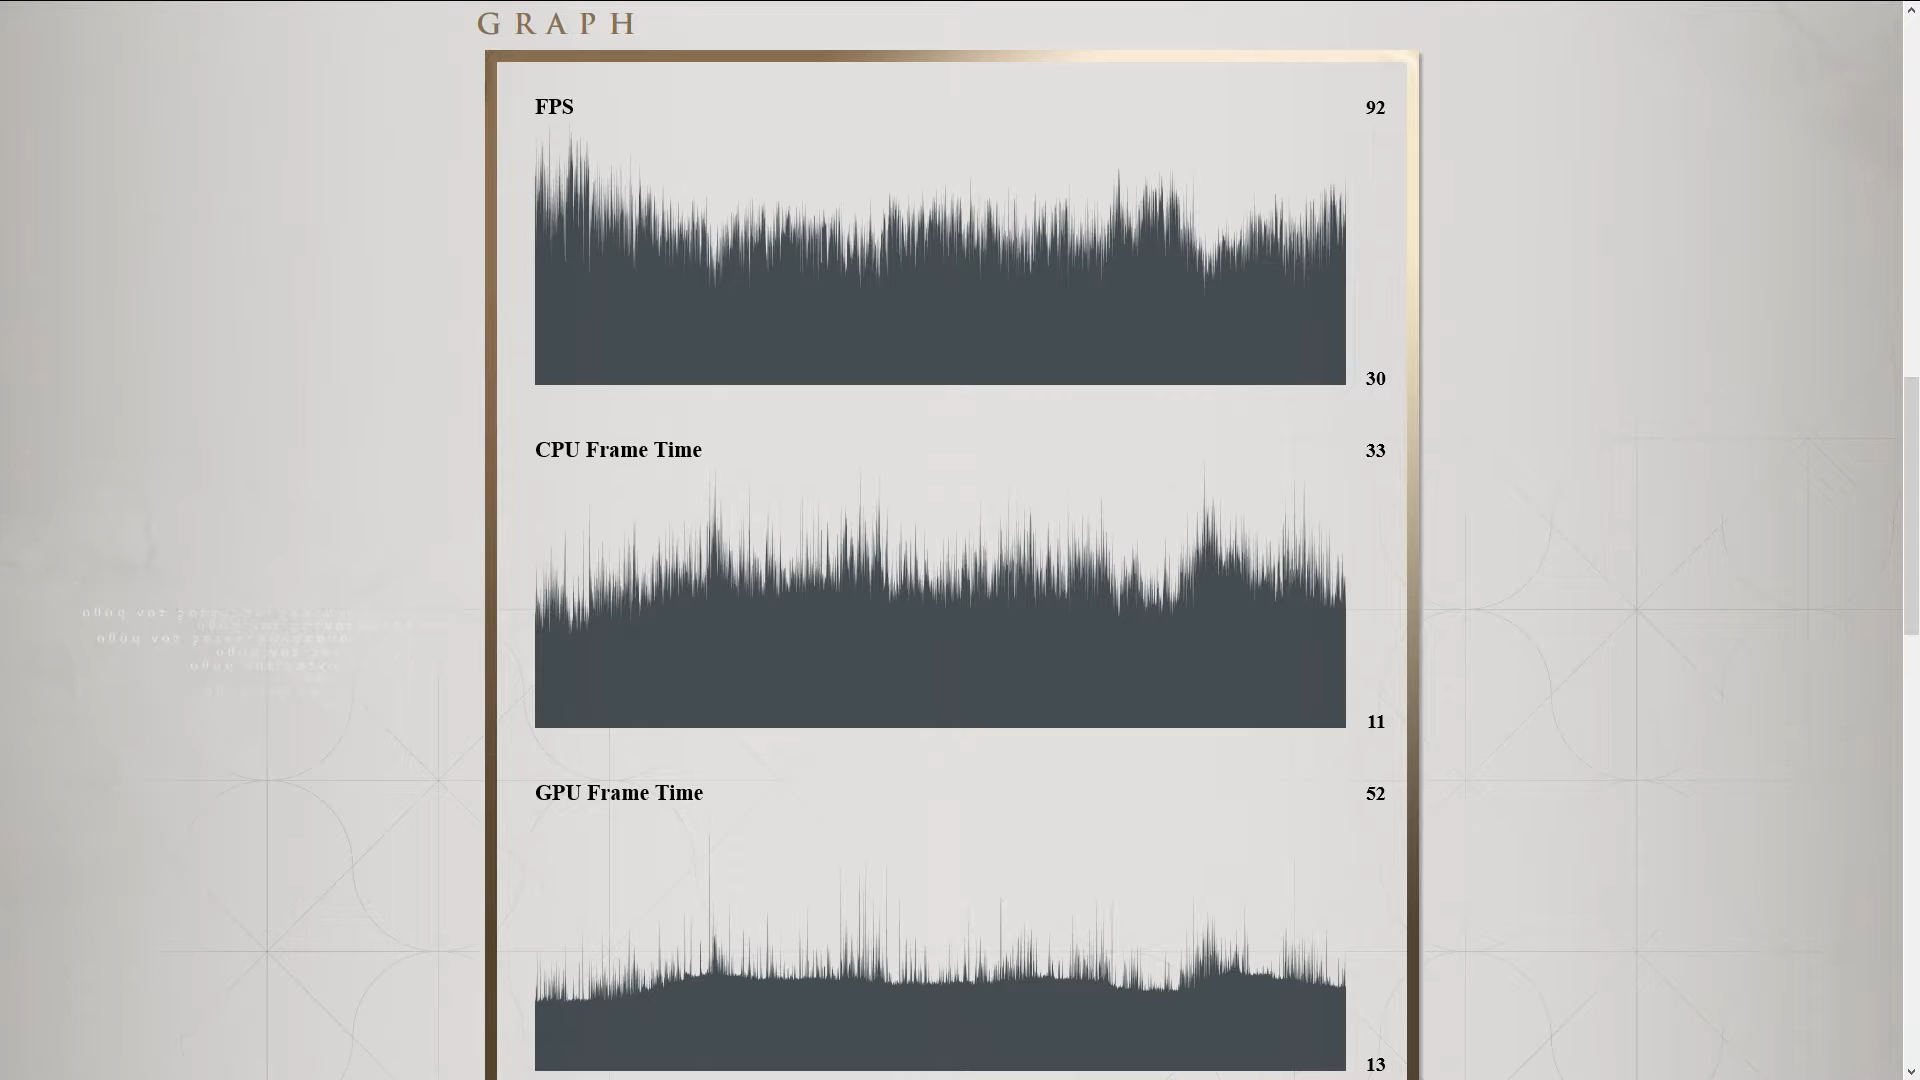 GRAPH
FPS 92
30
CPU Frame Time 33
11
GPU Frame Time 52
13